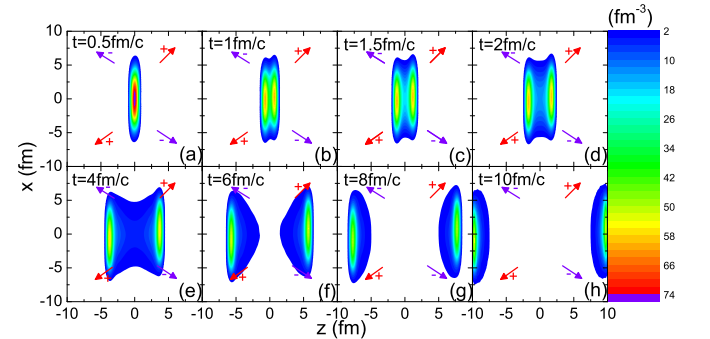 (fm⁻³)
t=0.5fm/c t=1fm/c t=1.5fm/c t=2fm/c
- + - + - + - +
+ - + - + - + -
(a) (b) (c) (d)
t=4fm/c t=6fm/c t=8fm/c t=10fm/c
- + - + - + - +
+ - + - + - + -
(e) (f) (g) (h)
10
5
0
-5
-10
5
0
-5
-10
x (fm)
-10 -5 0 5 -10 -5 0 5 -10 -5 0 5 -10 -5 0 5 10
z (fm)
2
10
18
26
34
42
50
58
66
74